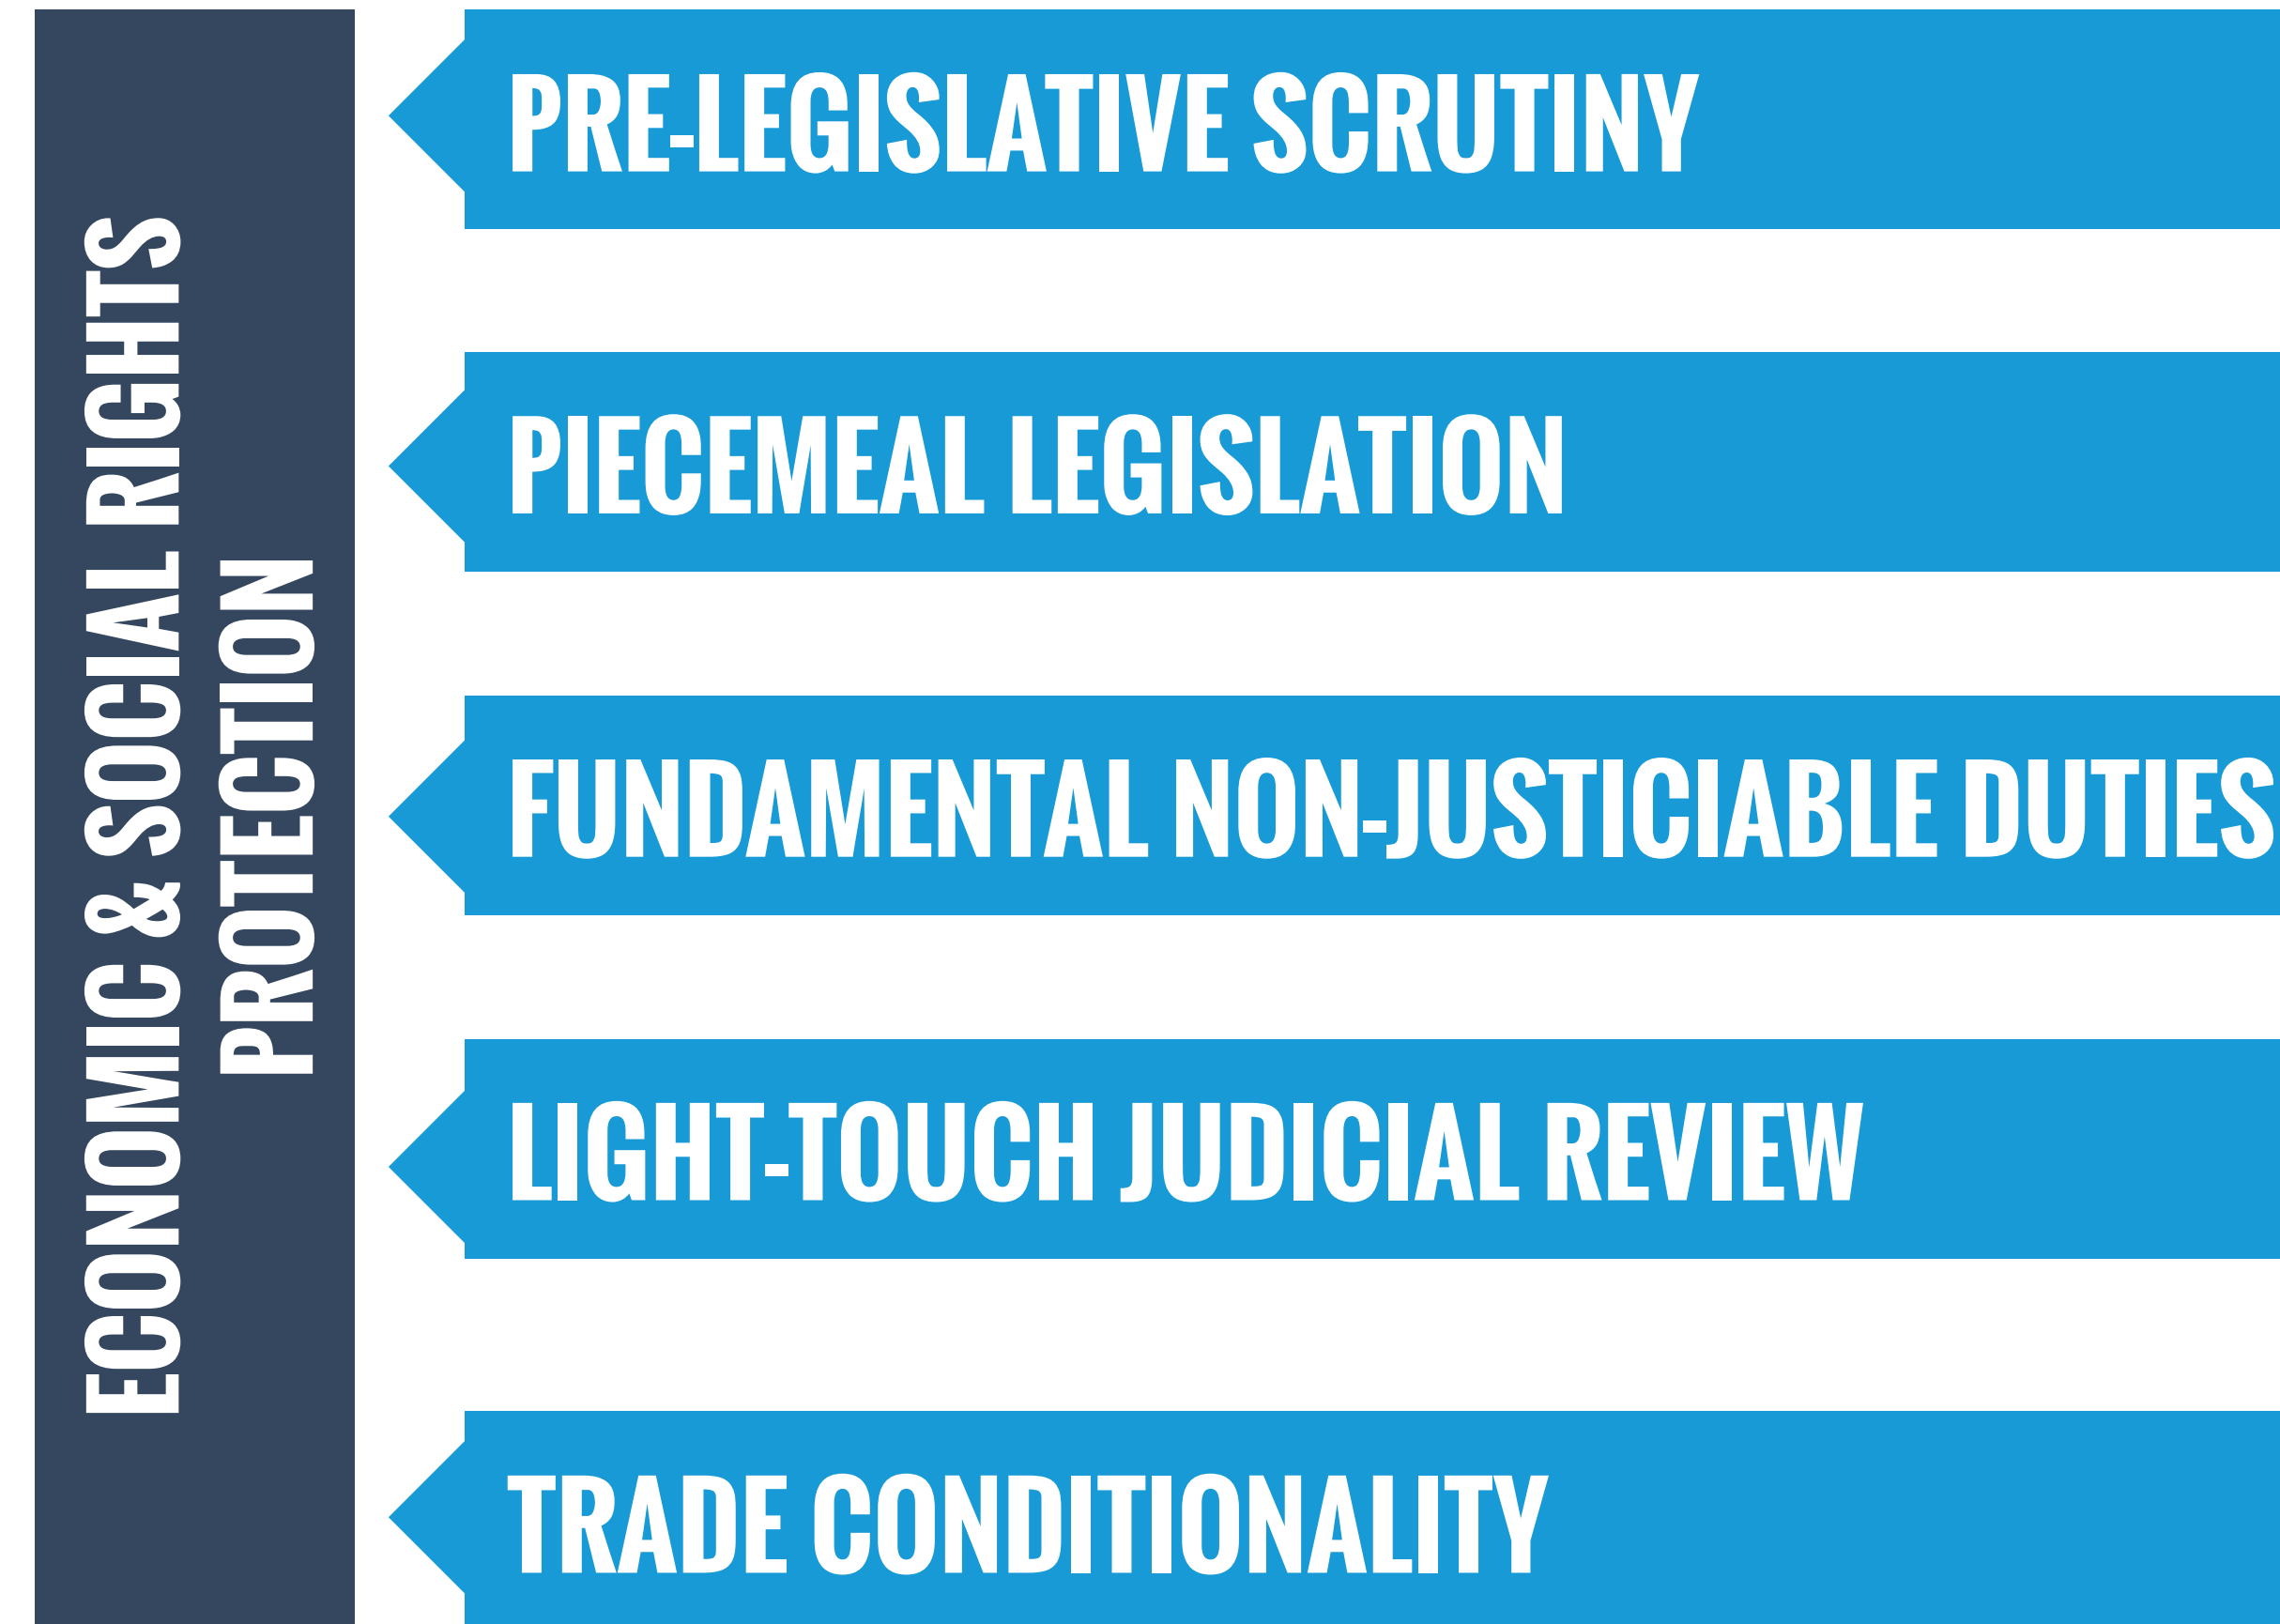 ECONOMIC & SOCIAL RIGHTS
PROTECTION
PRE-LEGISLATIVE SCRUTINY
PIECEMEAL LEGISLATION
FUNDAMENTAL NON-JUSTICIABLE DUTIES
LIGHT-TOUCH JUDICIAL REVIEW
TRADE CONDITIONALITY